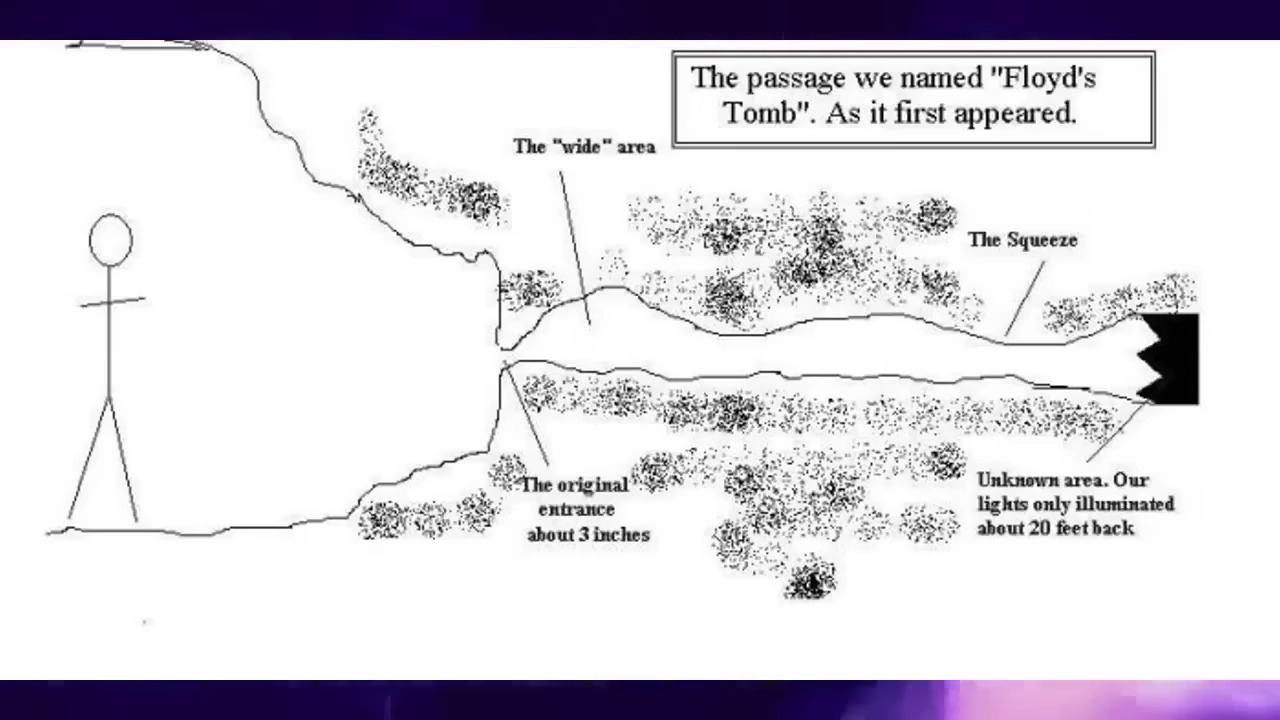 The passage we named "Floyd's
Tomb". As it first appeared.
The "wide" area
The Squeeze
The original
entrance
about 3 inches
Unknown area. Our
lights only illuminated
about 20 feet back